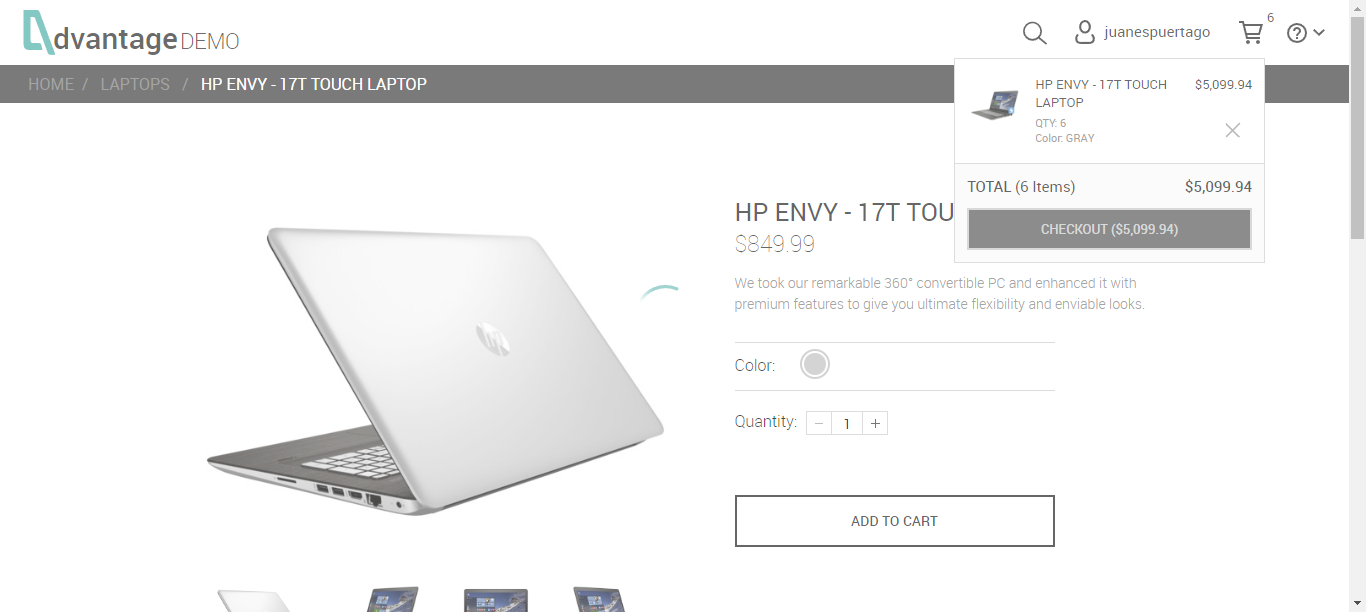 dvantage DEMO
juanespuertago
6
HOME / LAPTOPS / HP ENVY - 17T TOUCH LAPTOP
HP ENVY - 17T TOUCH
LAPTOP
$5,099.94
QTY: 6
Color: GRAY
TOTAL (6 Items) $5,099.94
CHECKOUT ($5,099.94)
HP ENVY - 17T TOU
$849.99
We took our remarkable 360° convertible PC and enhanced it with
premium features to give you ultimate flexibility and enviable looks.
Color:
Quantity: − 1 +
ADD TO CART